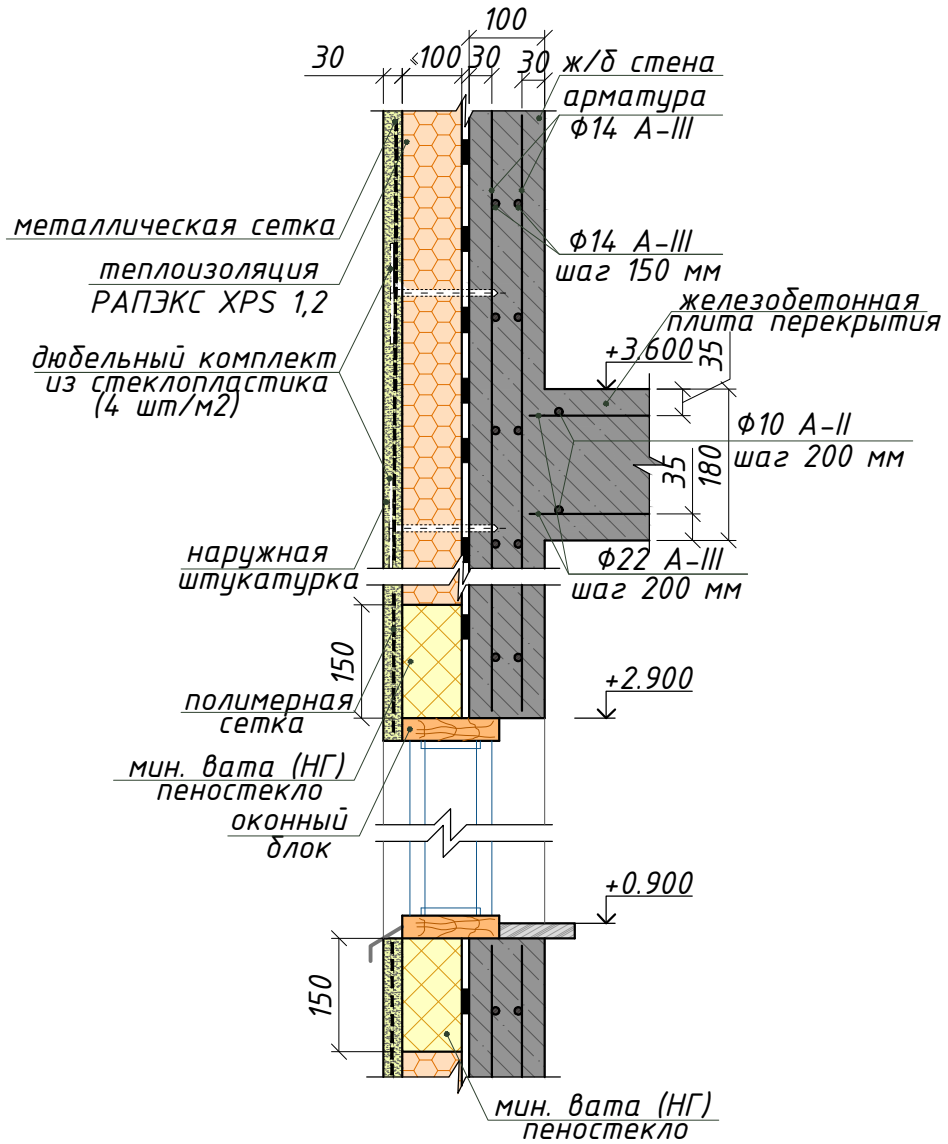 100
30
«100
30
30
ж/б стена
арматура
Ф14 А-III
металлическая сетка
Ф14 А-III
шаг 150 мм
теплоизоляция
РАПЭКС XPS 1,2
железобетонная
плита перекрытия
+3.600
35
дюбельный комплект
из стеклопластика
(4 шт/м2)
Ф10 А-II
шаг 200 мм
35
180
наружная
штукатурка
Ф22 А-III
шаг 200 мм
150
+2.900
полимерная
сетка
мин. вата (НГ)
пеностекло
оконный
блок
+0.900
150
мин. вата (НГ)
пеностекло